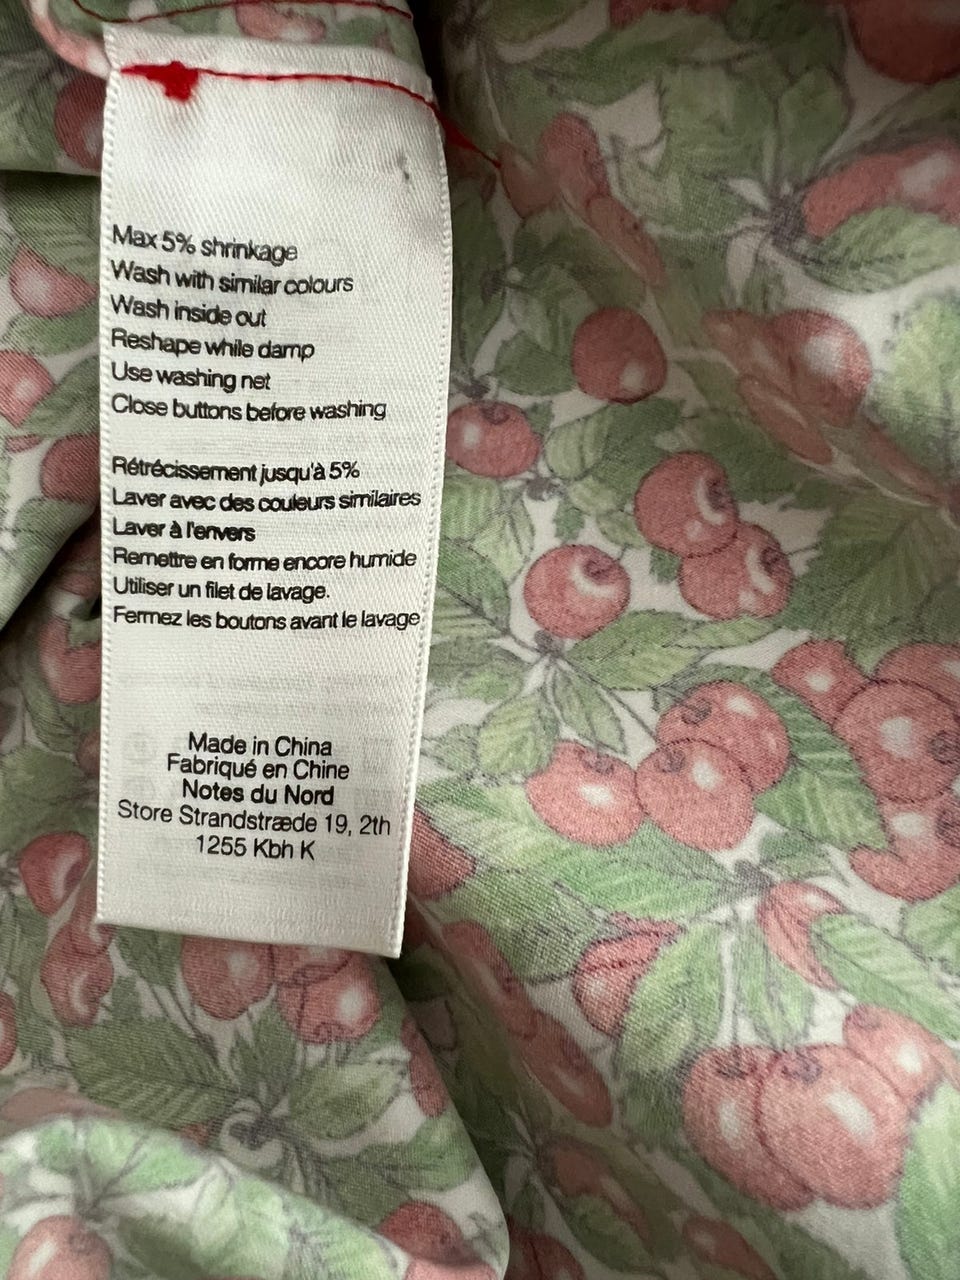 Max 5% shrinkage
Wash with similar colours
Wash inside out
Reshape while damp
Use washing net
Close buttons before washing
Rétrécissement jusqu'à 5%
Laver avec des couleurs similaires
Laver à l'envers
Remettre en forme encore humide
Utiliser un filet de lavage.
Fermez les boutons avant le lavage
Made in China
Fabriqué en Chine
Notes du Nord
Store Strandstræde 19, 2th
1255 Kbh K